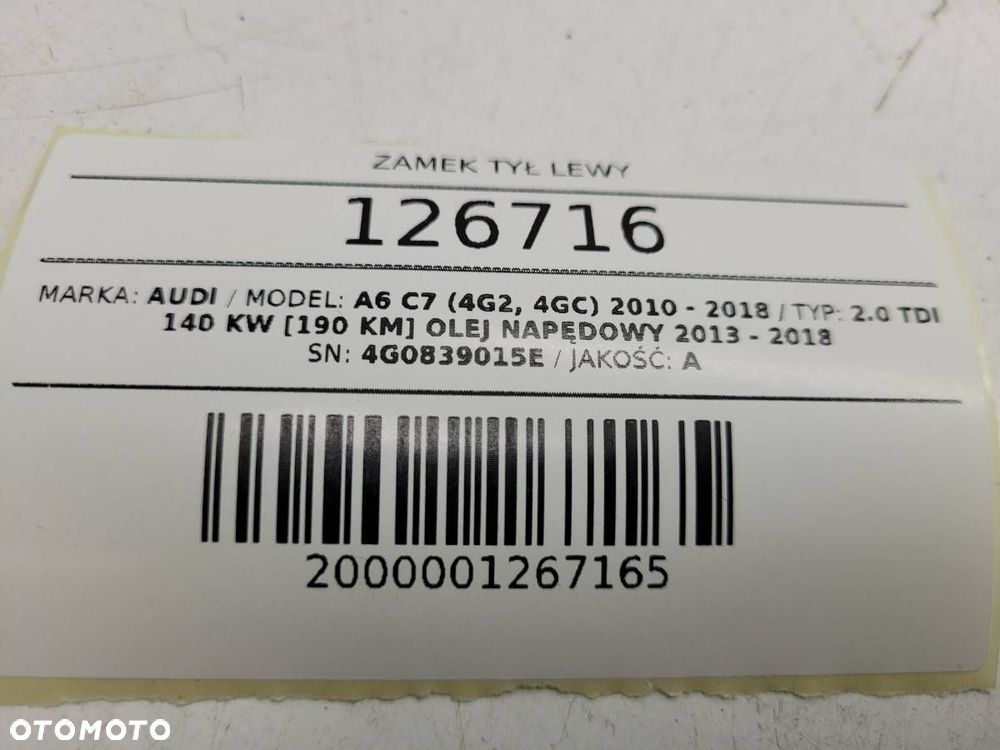 ZAMEK TYŁ LEWY
126716
MARKA: AUDI / MODEL: A6 C7 (4G2, 4GC) 2010 - 2018 / TYP: 2.0 TDI
140 KW [190 KM] OLEJ NAPĘDOWY 2013 - 2018
SN: 4G0839015E / JAKOŚĆ: A
2000001267165
OTOMOTO